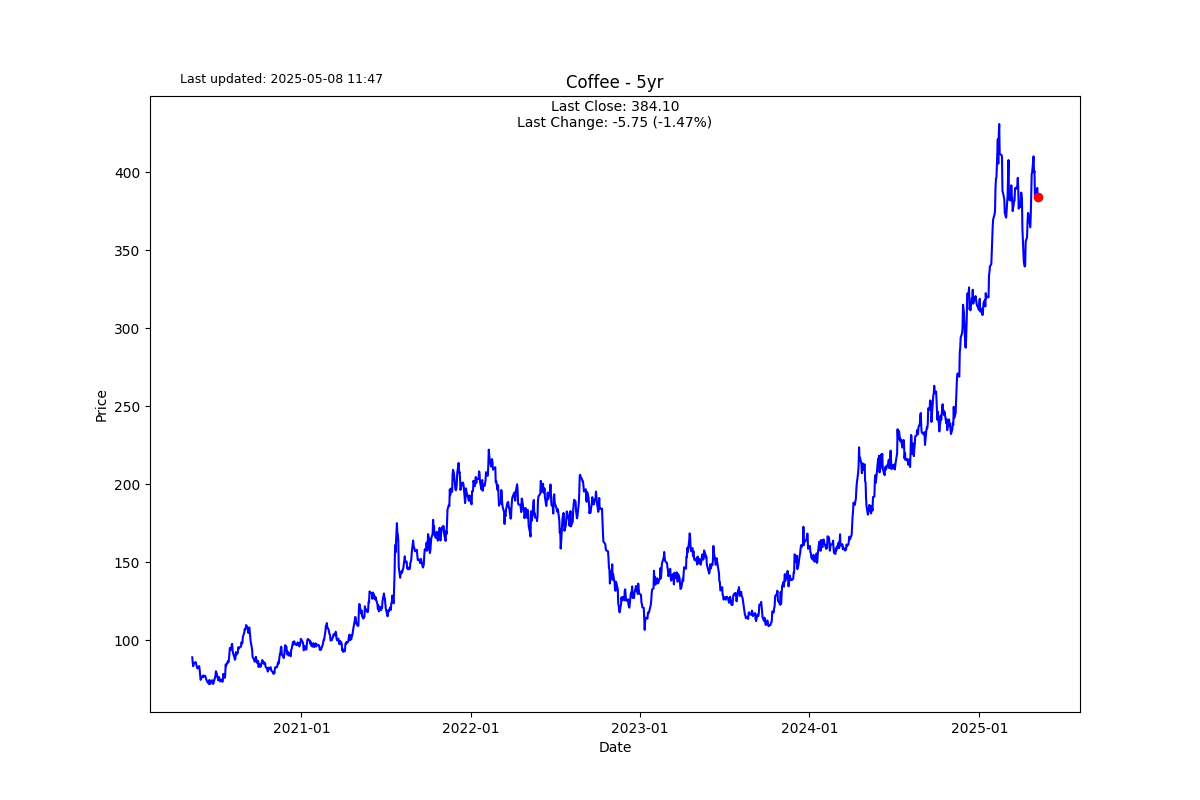 Last updated: 2025-05-08 11:47
Coffee - 5yr
Last Close: 384.10
Last Change: -5.75 (-1.47%)
400
350
300
250
200
150
100
Price
2021-01
2022-01
2023-01
2024-01
2025-01
Date